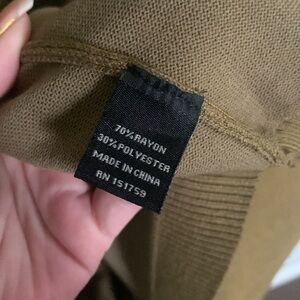 70% RAYON
30% POLYESTER
MADE IN CHINA
RN 151759